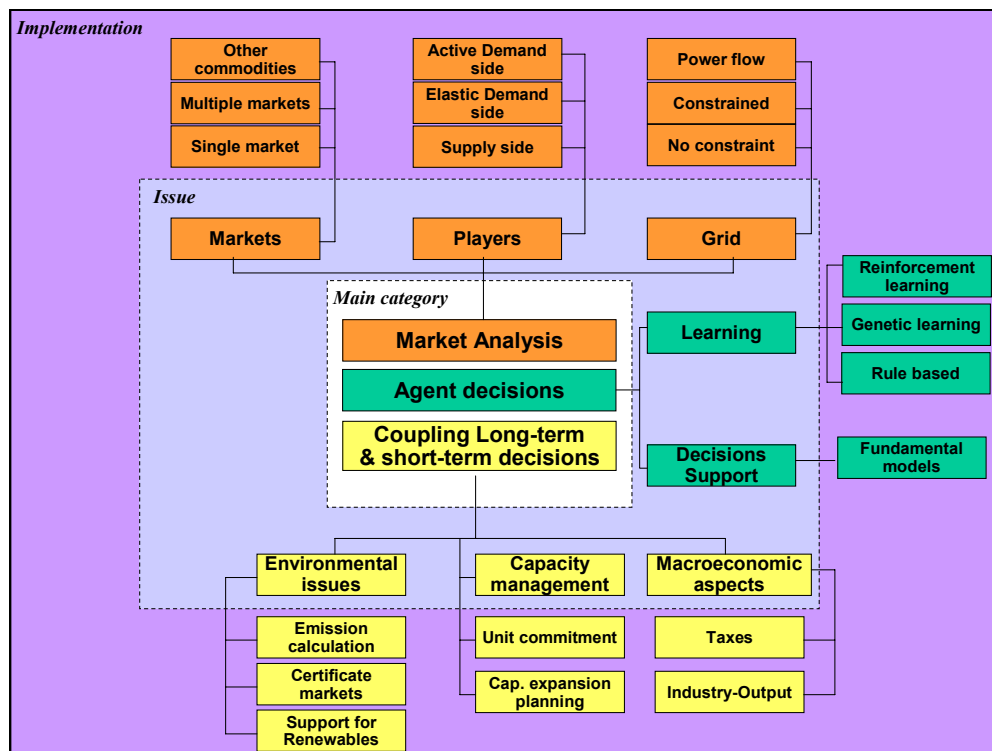 Implementation
Other
commodities
Active Demand
side
Power flow
Multiple markets
Elastic Demand
side
Constrained
Single market
Supply side
No constraint
Issue
Markets
Players
Grid
Reinforcement
learning
Main category
Market Analysis
Learning
Genetic learning
Agent decisions
Rule based
Coupling Long-term
& short-term decisions
Decisions
Support
Fundamental
models
Environmental
issues
Capacity
management
Macroeconomic
aspects
Emission
calculation
Unit commitment
Taxes
Certificate
markets
Cap. expansion
planning
Industry-Output
Support for
Renewables